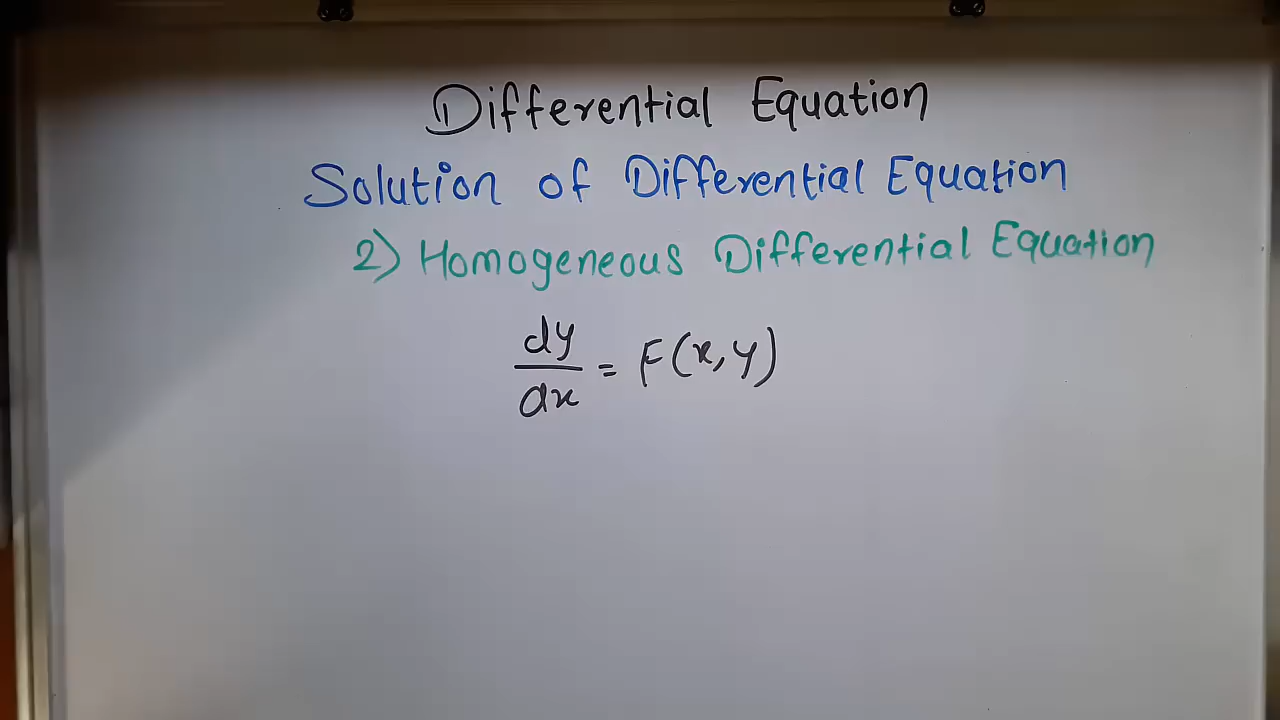 Differential Equation
Solution of Differential Equation
2) Homogeneous Differential Equation
dy/dx = F(x, y)